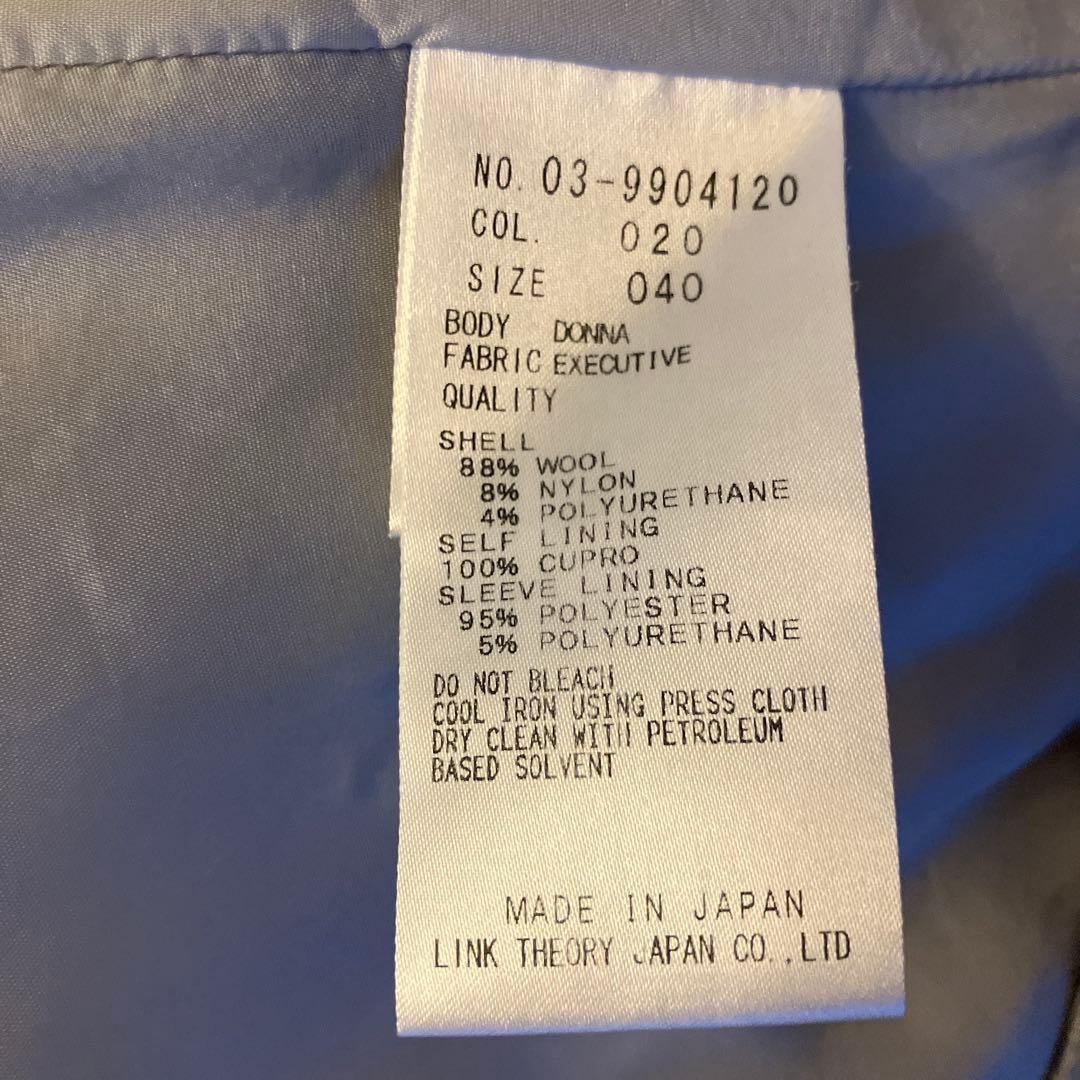 NO. 03-9904120
COL. 020
SIZE 040
BODY DONNA
FABRIC EXECUTIVE
QUALITY
SHELL
88% WOOL
8% NYLON
4% POLYURETHANE
SELF LINING
100% CUPRO
SLEEVE LINING
95% POLYESTER
5% POLYURETHANE
DO NOT BLEACH
COOL IRON USING PRESS CLOTH
DRY CLEAN WITH PETROLEUM
BASED SOLVENT
MADE IN JAPAN
LINK THEORY JAPAN CO.,LTD